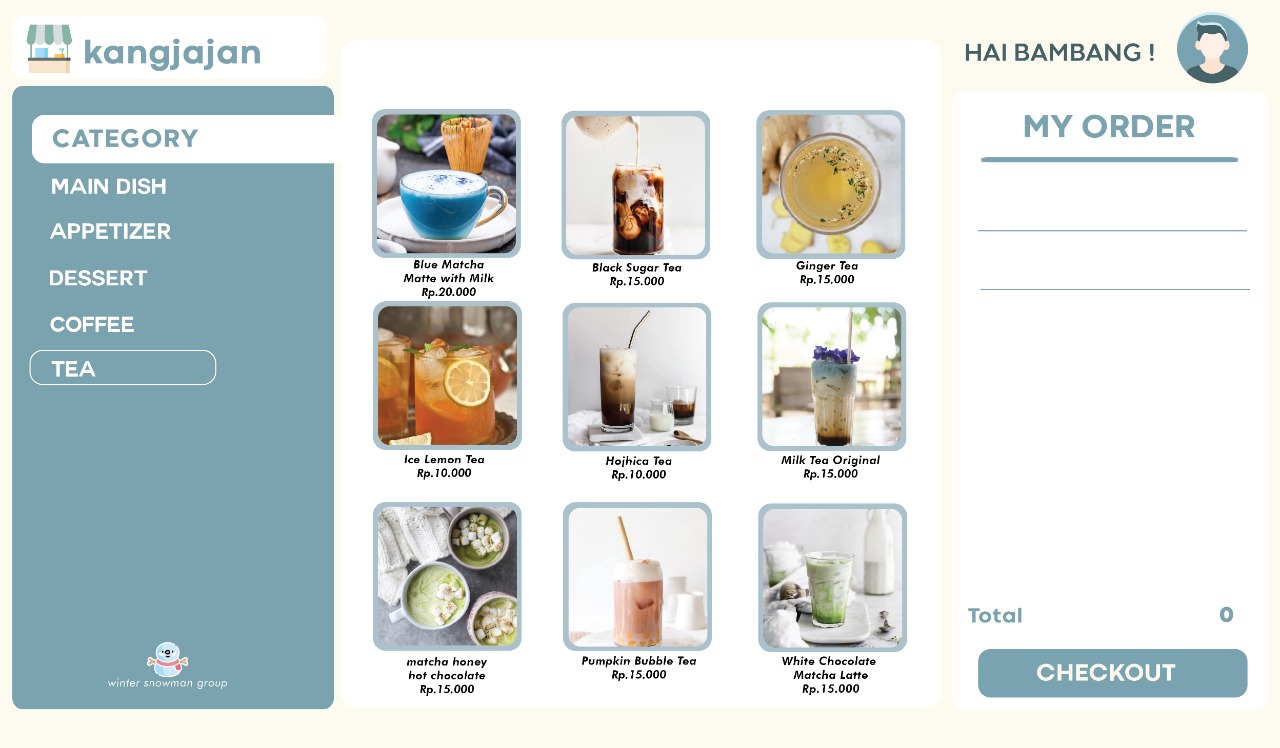 kangjajan
HAI BAMBANG !
CATEGORY
MAIN DISH
APPETIZER
DESSERT
COFFEE
TEA
winter snowman group
Blue Matcha
Matte with Milk
Rp.20.000
Black Sugar Tea
Rp.15.000
Ginger Tea
Rp.15.000
Ice Lemon Tea
Rp.10.000
Hojhica Tea
Rp.10.000
Milk Tea Original
Rp.15.000
matcha honey
hot chocolate
Rp.15.000
Pumpkin Bubble Tea
Rp.15.000
White Chocolate
Matcha Latte
Rp.15.000
MY ORDER
Total 0
CHECKOUT